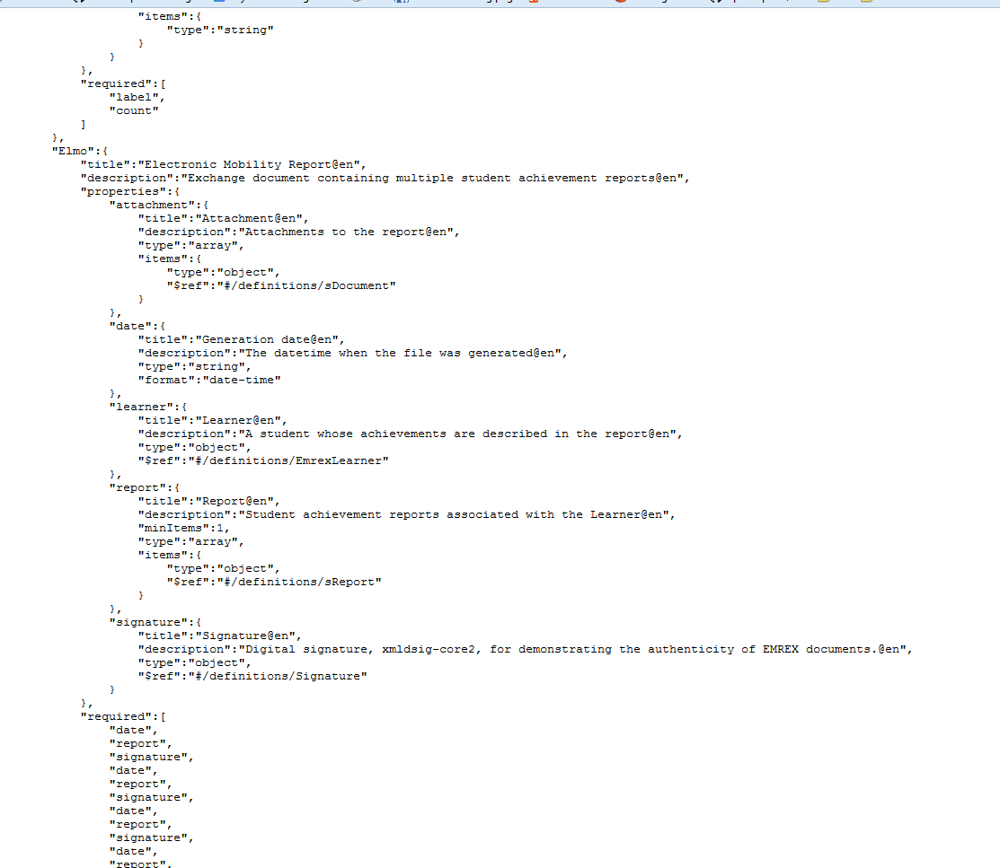 "items":{
                "type":"string"
            }
        }
    },
    "required":[
        "label",
        "count"
    ]
},
"Elmo":{
    "title":"Electronic Mobility Report@en",
    "description":"Exchange document containing multiple student achievement reports@en",
    "properties":{
        "attachment":{
            "title":"Attachment@en",
            "description":"Attachments to the report@en",
            "type":"array",
            "items":{
                "type":"object",
                "$ref":"#/definitions/sDocument"
            }
        },
        "date":{
            "title":"Generation date@en",
            "description":"The datetime when the file was generated@en",
            "type":"string",
            "format":"date-time"
        },
        "learner":{
            "title":"Learner@en",
            "description":"A student whose achievements are described in the report@en",
            "type":"object",
            "$ref":"#/definitions/EmrexLearner"
        },
        "report":{
            "title":"Report@en",
            "description":"Student achievement reports associated with the Learner@en",
            "minItems":1,
            "type":"array",
            "items":{
                "type":"object",
                "$ref":"#/definitions/sReport"
            }
        },
        "signature":{
            "title":"Signature@en",
            "description":"Digital signature, xmldsig-core2, for demonstrating the authenticity of EMREX documents.@en",
            "type":"object",
            "$ref":"#/definitions/Signature"
        }
    },
    "required":[
        "date",
        "report",
        "signature",
        "date",
        "report",
        "signature",
        "date",
        "report",
        "signature",
        "date",
        "report",